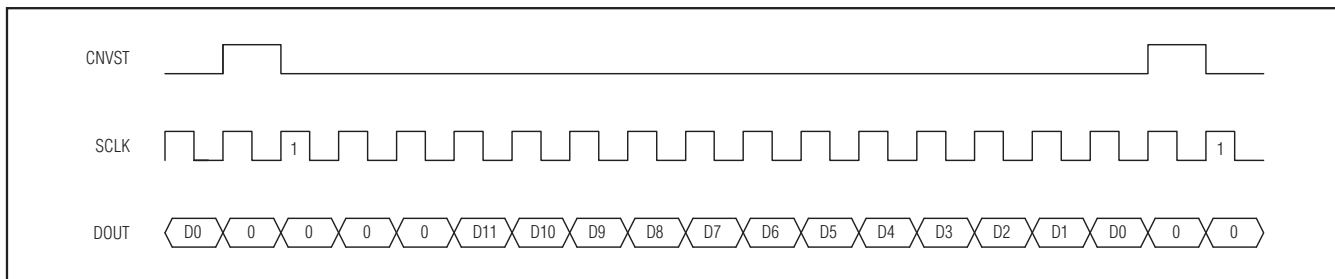 CNVST
SCLK 1 1
DOUT D0 0 0 0 0 D11 D10 D9 D8 D7 D6 D5 D4 D3 D2 D1 D0 0 0